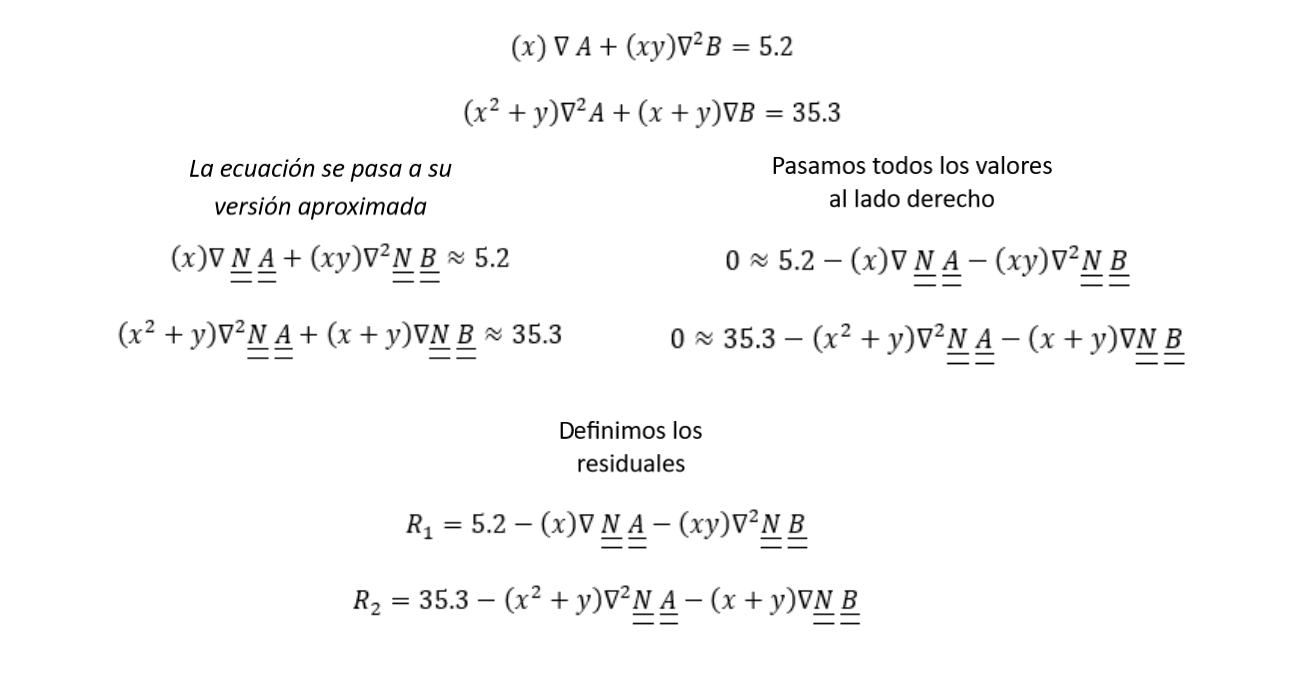 (x) ∇ A + (xy)∇²B = 5.2
(x² + y)∇²A + (x + y)∇B = 35.3
La ecuación se pasa a su
versión aproximada
(x)∇ N A + (xy)∇²N B ≈ 5.2
(x² + y)∇²N A + (x + y)∇N B ≈ 35.3
Pasamos todos los valores
al lado derecho
0 ≈ 5.2 − (x)∇ N A − (xy)∇²N B
0 ≈ 35.3 − (x² + y)∇²N A − (x + y)∇N B
Definimos los
residuales
R₁ = 5.2 − (x)∇ N A − (xy)∇²N B
R₂ = 35.3 − (x² + y)∇²N A − (x + y)∇N B